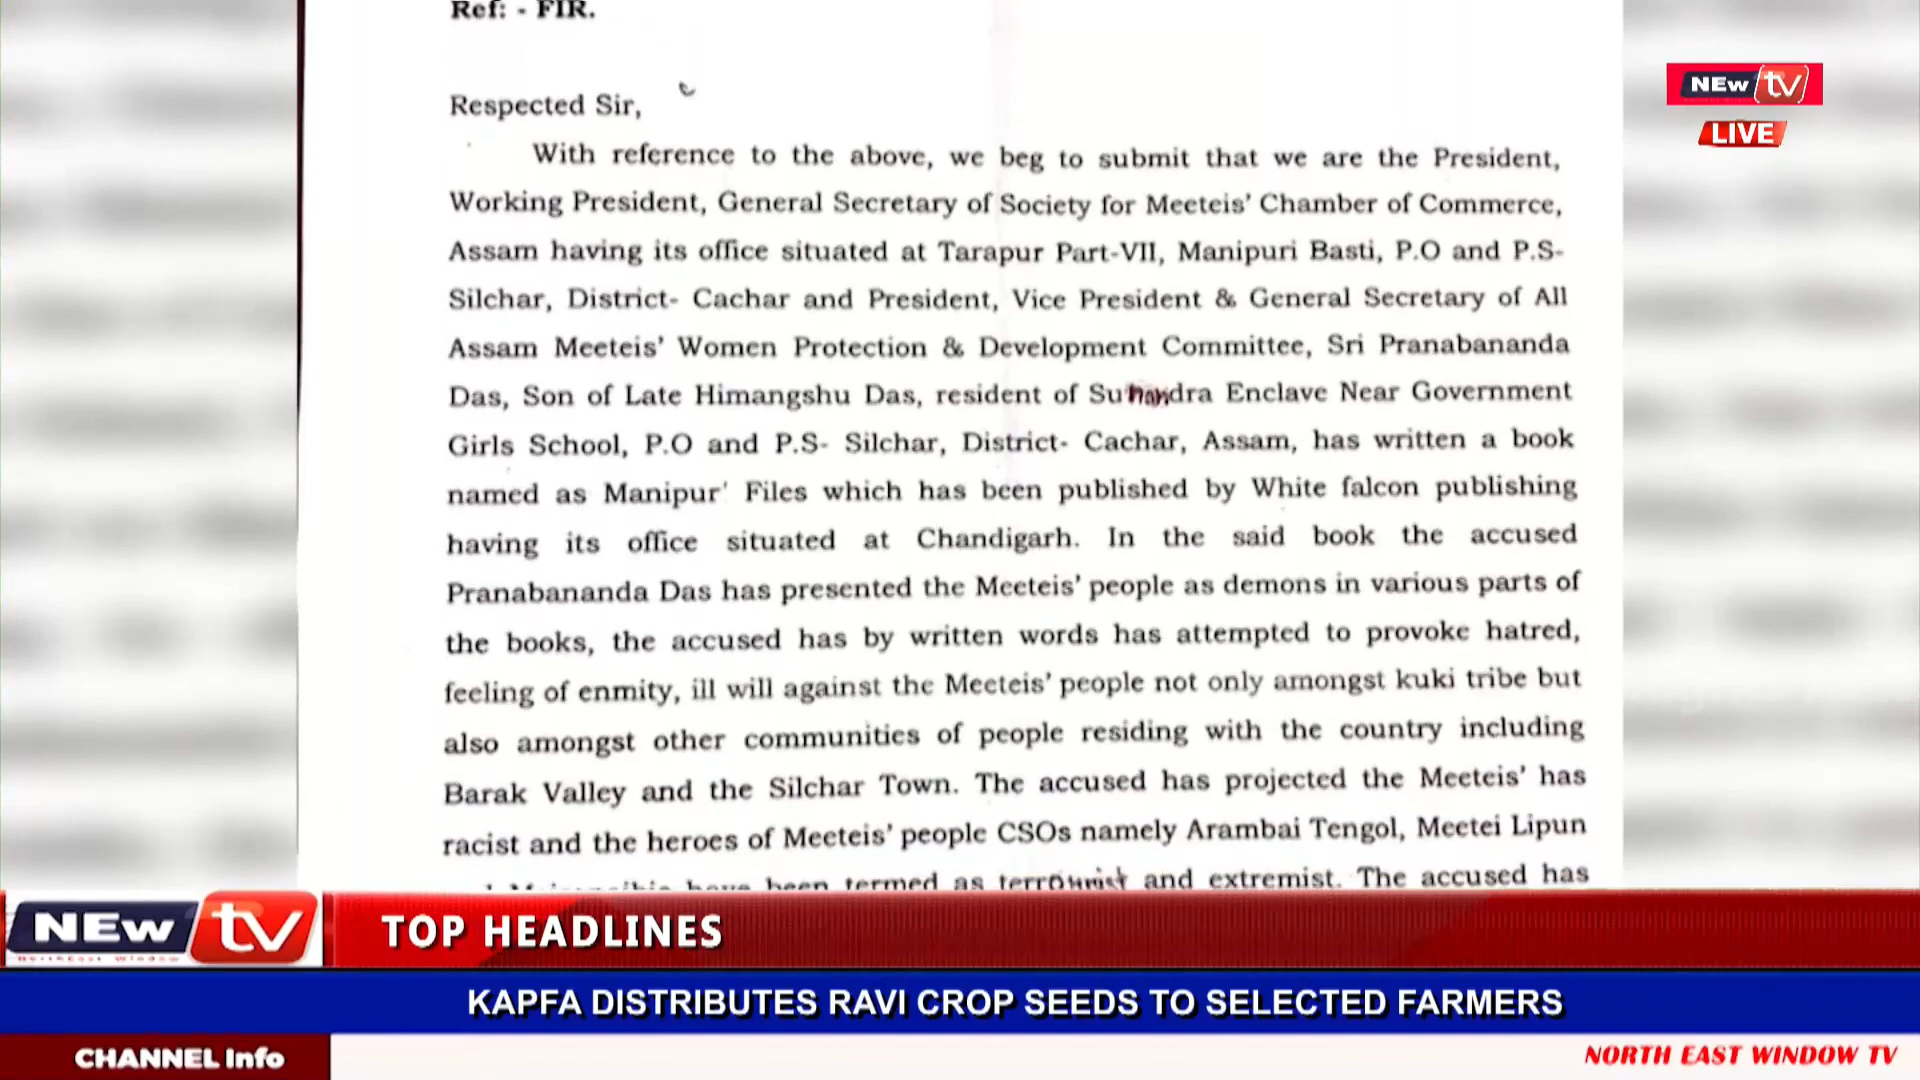 Ref: - FIR.
Respected Sir,
With reference to the above, we beg to submit that we are the President,
Working President, General Secretary of Society for Meeteis' Chamber of Commerce,
Assam having its office situated at Tarapur Part-VII, Manipuri Basti, P.O and P.S-
Silchar, District- Cachar and President, Vice President & General Secretary of All
Assam Meeteis' Women Protection & Development Committee, Sri Pranabananda
Das, Son of Late Himangshu Das, resident of Enclave Near Government
Girls School, P.O and P.S- Silchar, District- Cachar, Assam, has written a book
named as Manipur' Files which has been published by White falcon publishing
having its office situated at Chandigarh. In the said book the accused
Pranabananda Das has presented the Meeteis' people as demons in various parts of
the books, the accused has by written words has attempted to provoke hatred,
feeling of enmity, ill will against the Meeteis' people not only amongst kuki tribe but
also amongst other communities of people residing with the country including
Barak Valley and the Silchar Town. The accused has projected the Meeteis' has
racist and the heroes of Meeteis' people CSOs namely Arambai Tengol, Meetei Lipun
have been termed as and extremist. The accused has
NEw tv
LIVE
NEw tv
NORTHEAST WINDOW
TOP HEADLINES
KAPFA DISTRIBUTES RAVI CROP SEEDS TO SELECTED FARMERS
CHANNEL Info
NORTH EAST WINDOW TV